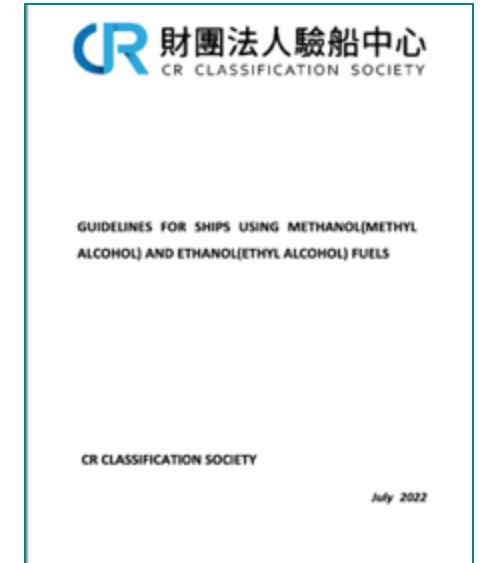 CR 財團法人驗船中心
CR CLASSIFICATION SOCIETY
GUIDELINES FOR SHIPS USING METHANOL(METHYL
ALCOHOL) AND ETHANOL(ETHYL ALCOHOL) FUELS
CR CLASSIFICATION SOCIETY
July 2022